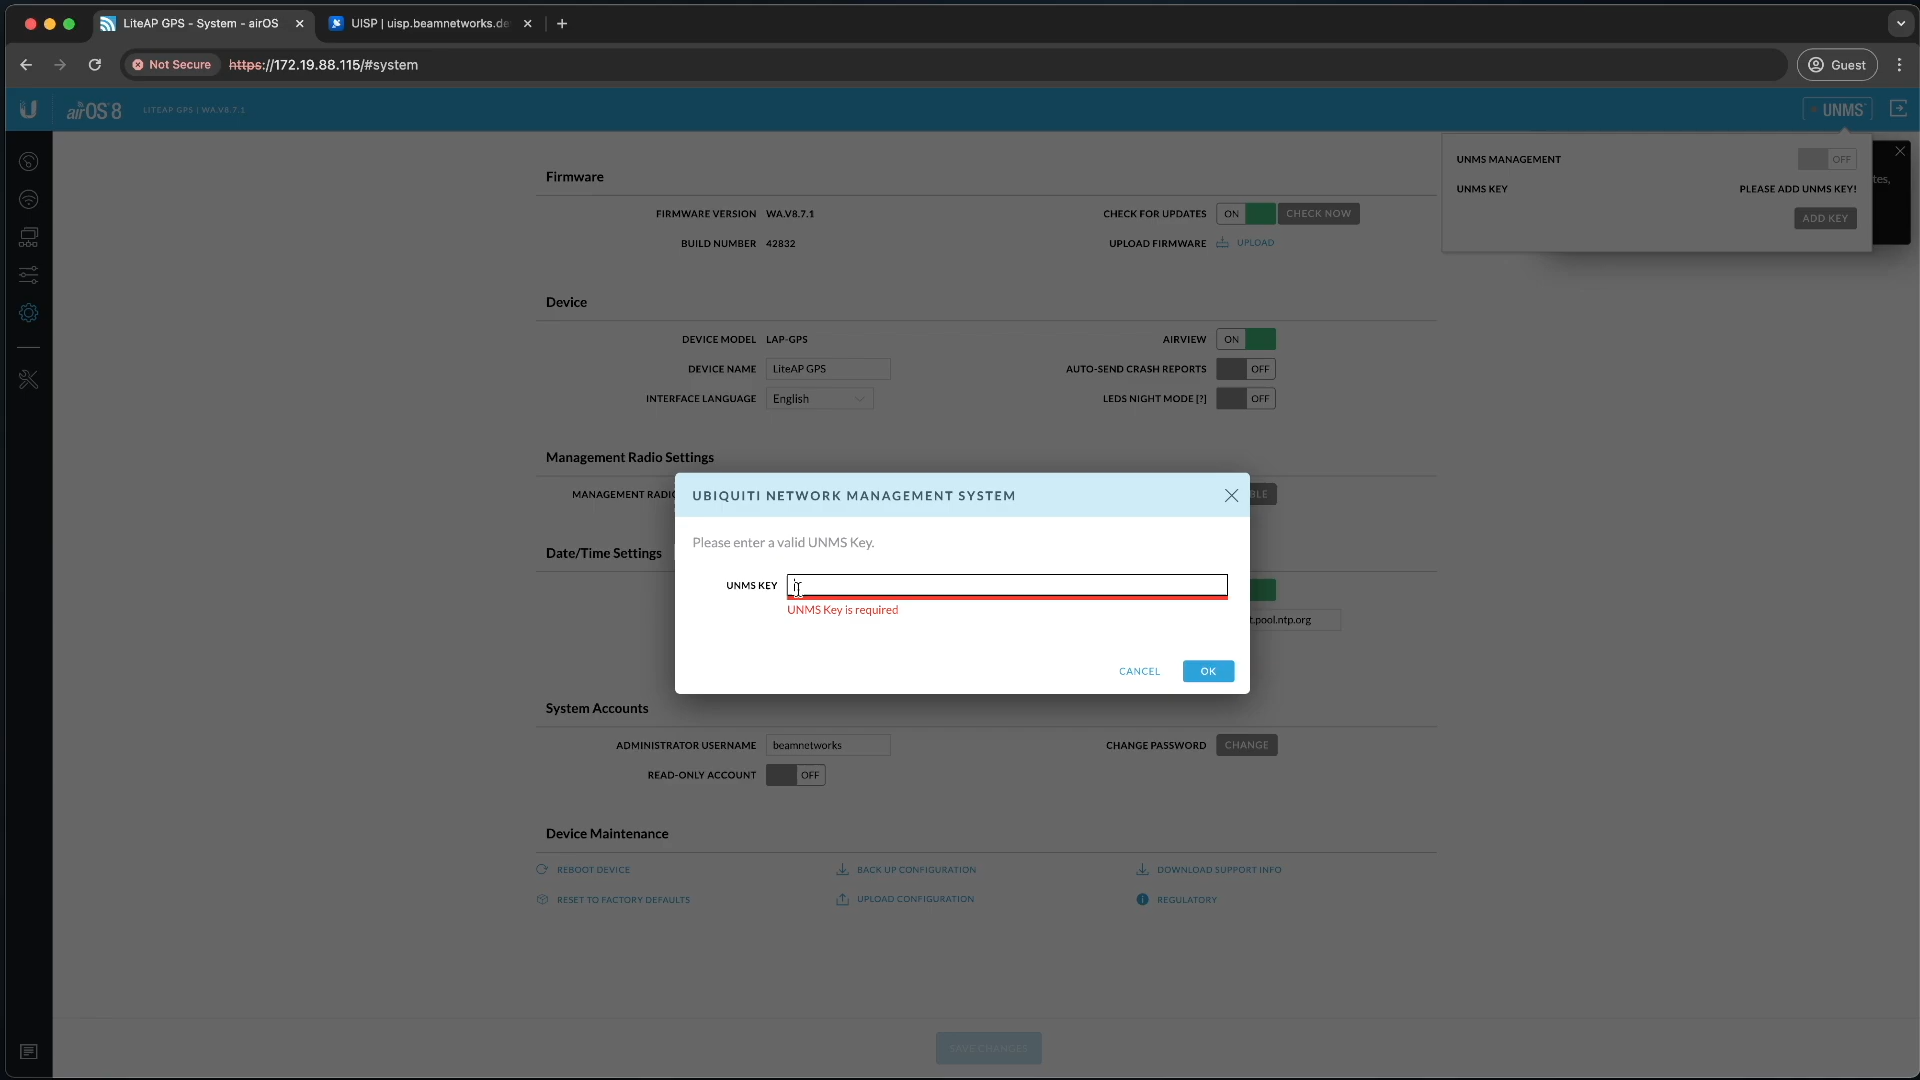 LiteAP GPS - System - airOS
UISP | uisp.beamnetworks.de
Not Secure
https://172.19.88.115/#system
Guest
airOS 8
LITEAP GPS | WA.V8.7.1
UNMS
UNMS MANAGEMENT
OFF
UNMS KEY
PLEASE ADD UNMS KEY!
ADD KEY
tes,
Firmware
FIRMWARE VERSION WA.V8.7.1
CHECK FOR UPDATES ON CHECK NOW
BUILD NUMBER 42832
UPLOAD FIRMWARE UPLOAD
Device
DEVICE MODEL LAP-GPS
AIRVIEW ON
DEVICE NAME LiteAP GPS
AUTO-SEND CRASH REPORTS OFF
INTERFACE LANGUAGE English
LEDS NIGHT MODE [?] OFF
Management Radio Settings
MANAGEMENT RADIO
BLE
UBIQUITI NETWORK MANAGEMENT SYSTEM
Please enter a valid UNMS Key.
UNMS KEY
UNMS Key is required
CANCEL
OK
Date/Time Settings
t.pool.ntp.org
System Accounts
ADMINISTRATOR USERNAME beamnetworks
CHANGE PASSWORD CHANGE
READ-ONLY ACCOUNT OFF
Device Maintenance
REBOOT DEVICE
BACK UP CONFIGURATION
DOWNLOAD SUPPORT INFO
RESET TO FACTORY DEFAULTS
UPLOAD CONFIGURATION
REGULATORY
SAVE CHANGES